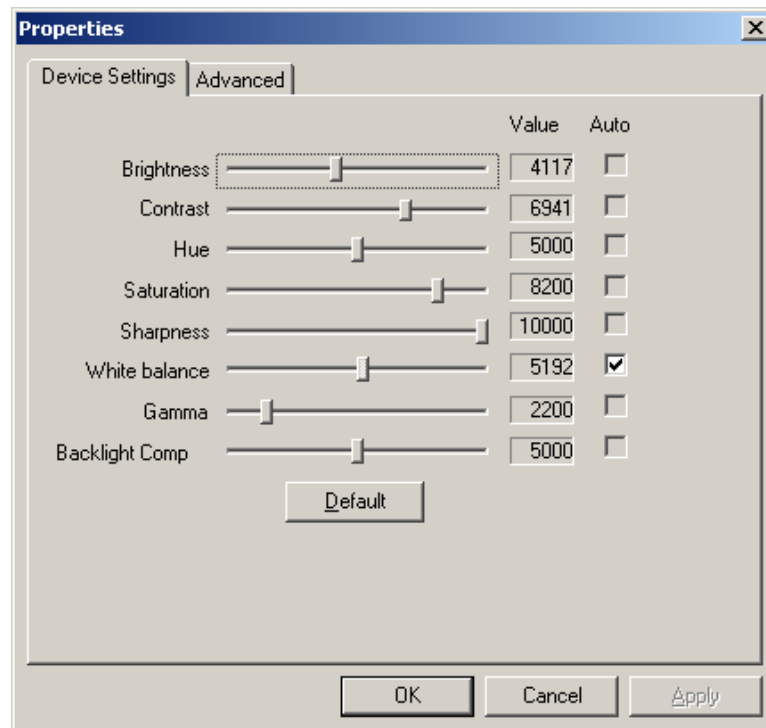 Properties
Device Settings Advanced
Value Auto
Brightness 4117
Contrast 6941
Hue 5000
Saturation 8200
Sharpness 10000
White balance 5192
Gamma 2200
Backlight Comp 5000
Default
OK Cancel Apply